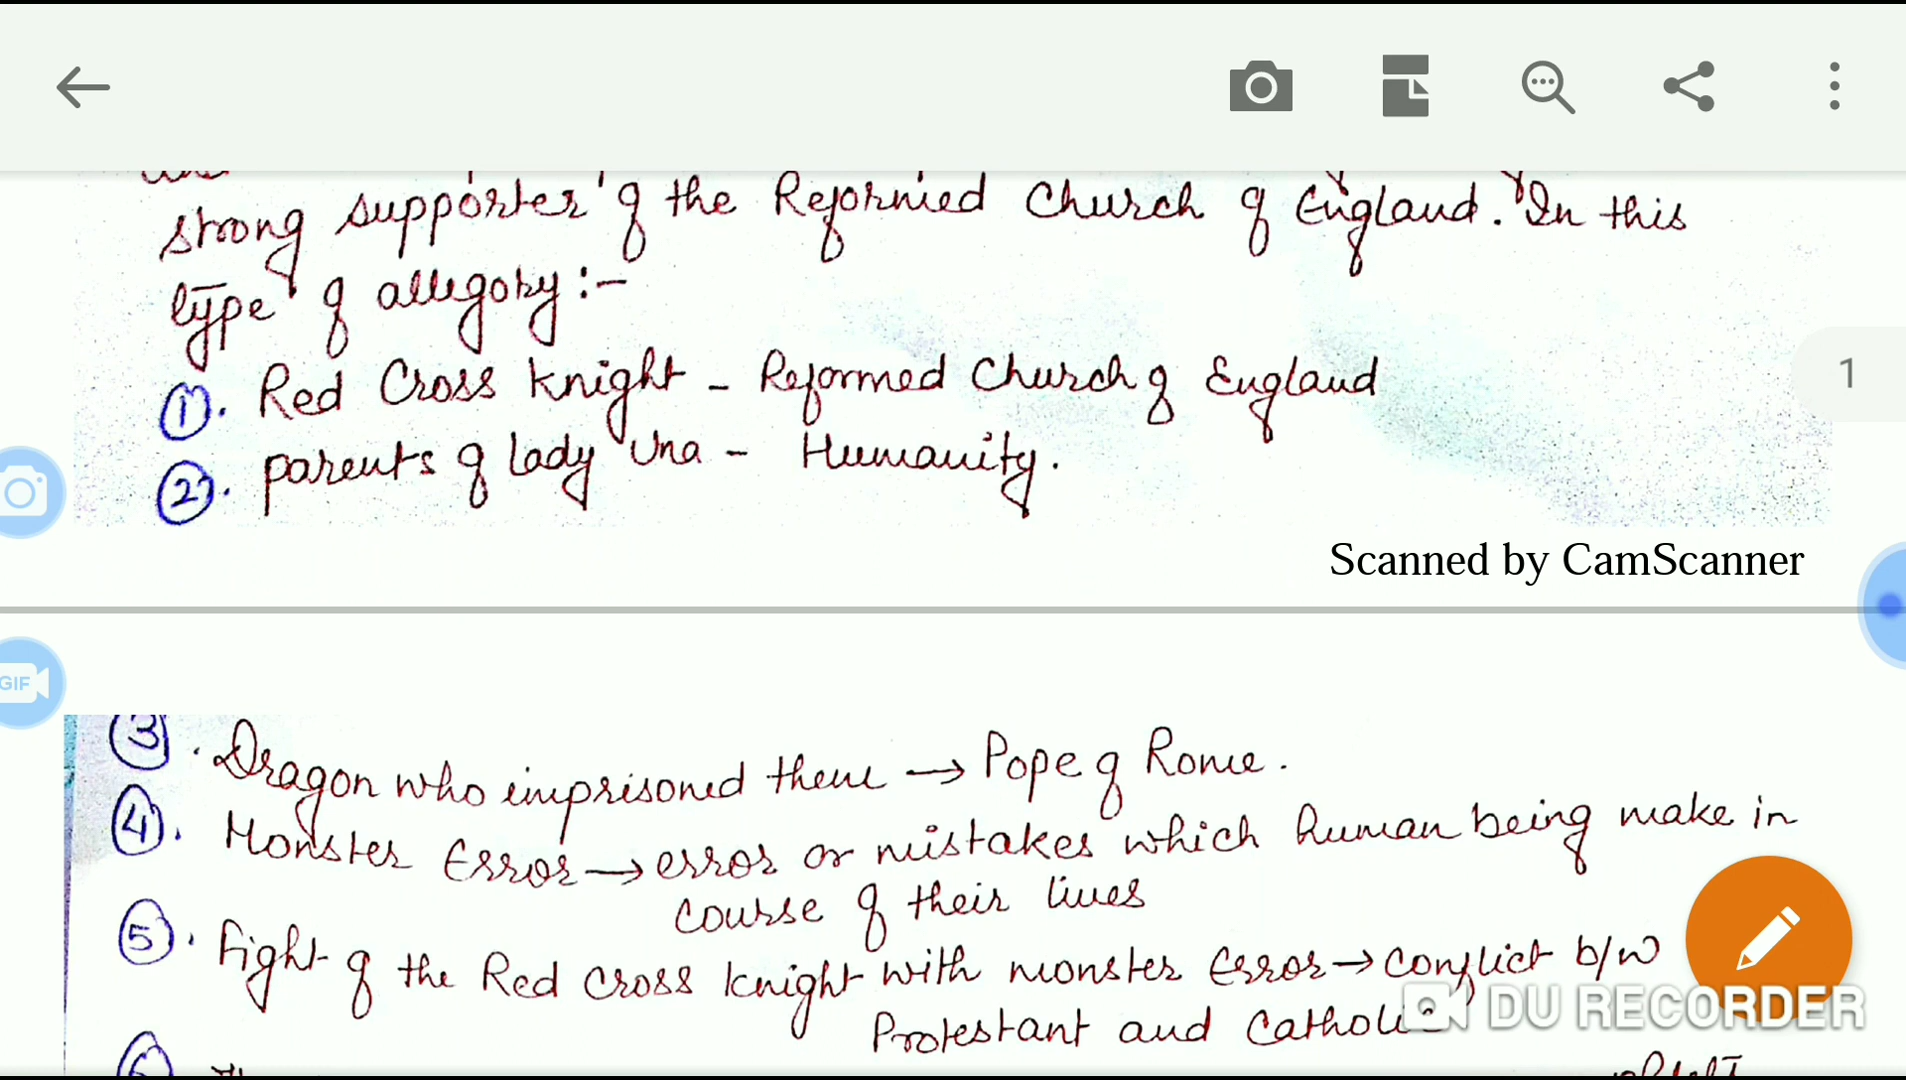 strong supporter of the Reformed Church of England. In this
type of allegory :-
1. Red Cross Knight - Reformed Church of England
2. parents of lady Una - Humanity.
1
Scanned by CamScanner
GIF
3. Dragon who imprisoned them → Pope of Rome.
4. Monster Error → error or mistakes which human being make in
course of their lives
5. Fight of the Red Cross Knight with monster Error → conflict b/w
Protestant and Catholic
DU RECORDER
6